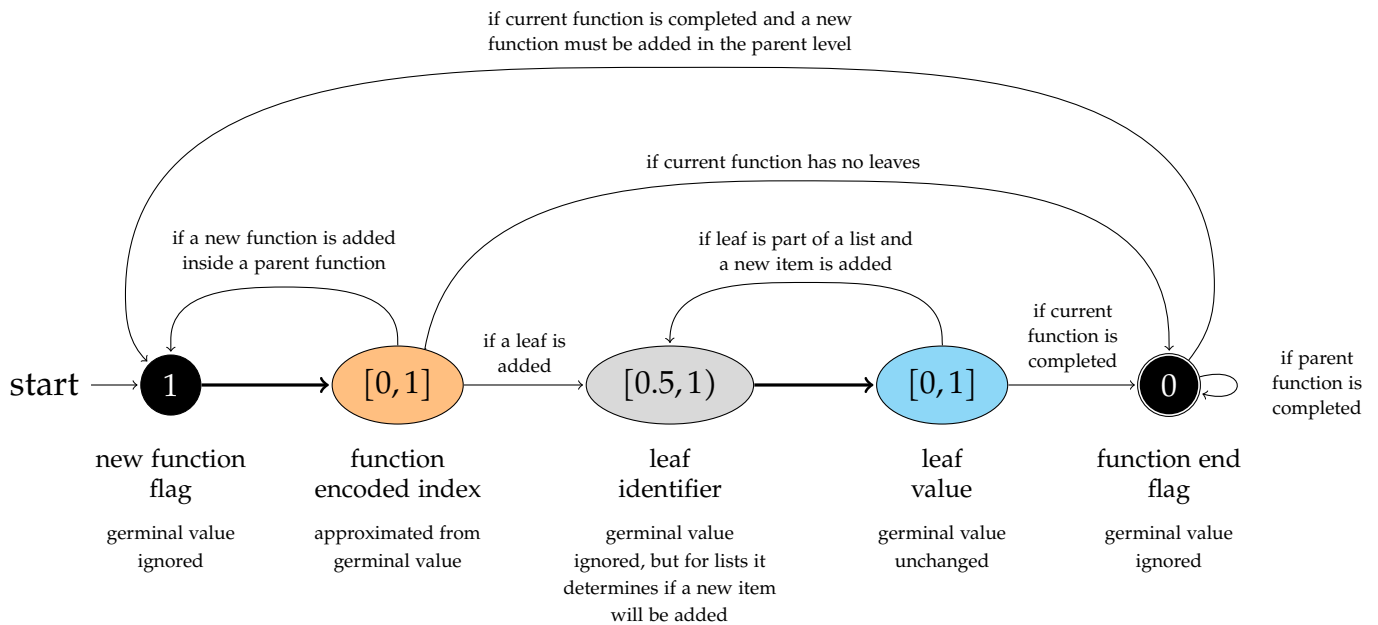 if current function is completed and a new
function must be added in the parent level
if current function has no leaves
if a new function is added
inside a parent function
if leaf is part of a list and
a new item is added
if a leaf is
added
if current
function is
completed
if parent
function is
completed
start
1
[0, 1]
[0.5, 1)
[0, 1]
0
new function
flag
germinal value
ignored
function
encoded index
approximated from
germinal value
leaf
identifier
germinal value
ignored, but for lists it
determines if a new item
will be added
leaf
value
germinal value
unchanged
function end
flag
germinal value
ignored